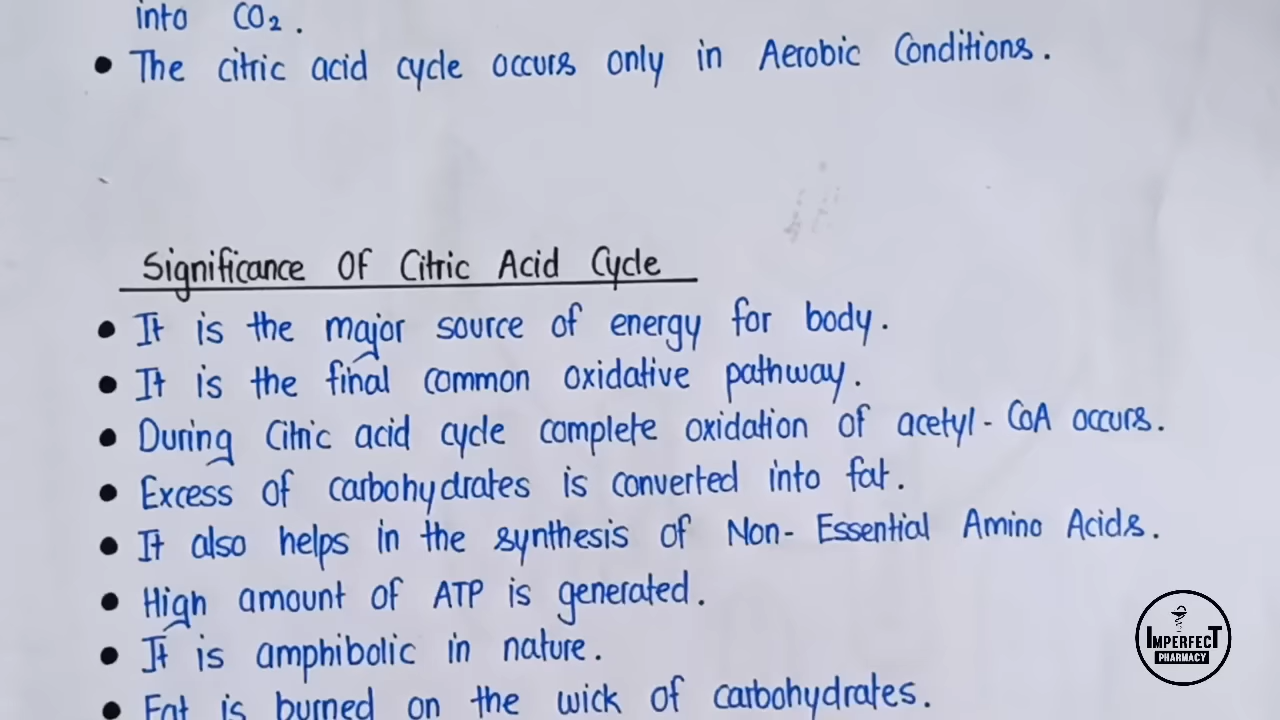 into CO₂.
• The citric acid cycle occurs only in Aerobic Conditions.
Significance Of Citric Acid Cycle
• It is the major source of energy for body.
• It is the final common oxidative pathway.
• During Citric acid cycle complete oxidation of acetyl-CoA occurs.
• Excess of carbohydrates is converted into fat.
• It also helps in the synthesis of Non-Essential Amino Acids.
• High amount of ATP is generated.
• It is amphibolic in nature.
• Fat is burned on the wick of carbohydrates.
IMPERFECT
PHARMACY